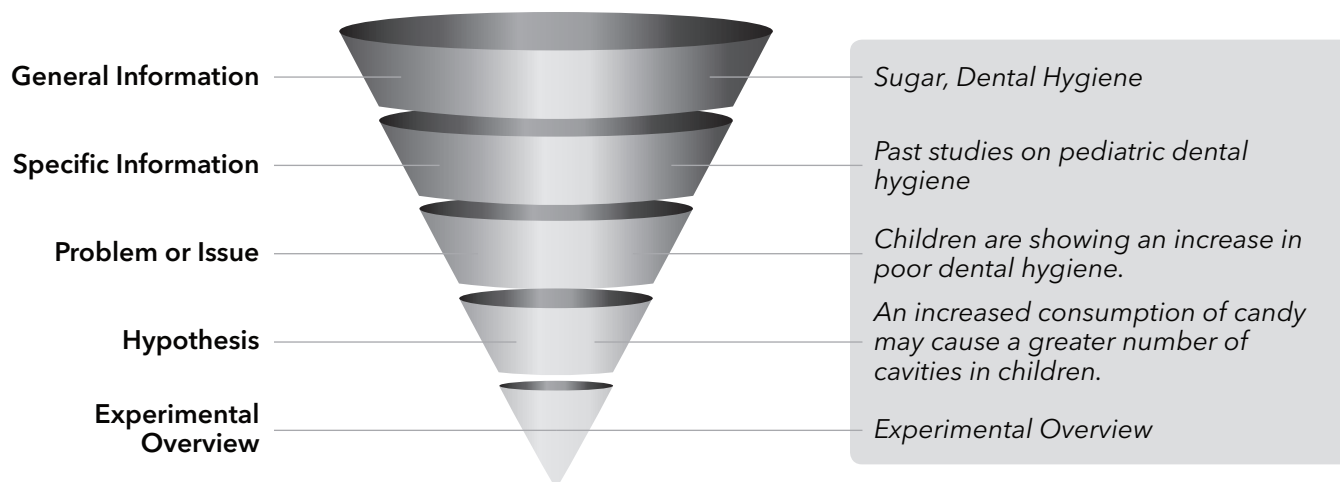 General Information
Sugar, Dental Hygiene
Specific Information
Past studies on pediatric dental
hygiene
Problem or Issue
Children are showing an increase in
poor dental hygiene.
Hypothesis
An increased consumption of candy
may cause a greater number of
cavities in children.
Experimental
Overview
Experimental Overview